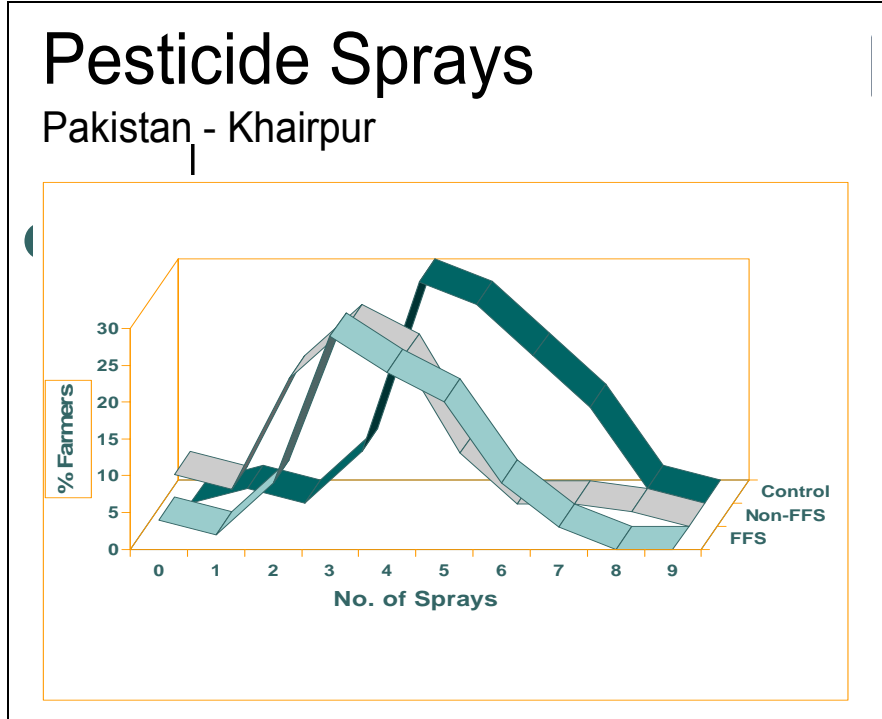 Pesticide Sprays
Pakistan - Khairpur
30
25
20
15
10
5
0
% Farmers
0 1 2 3 4 5 6 7 8 9
No. of Sprays
Control
Non-FFS
FFS